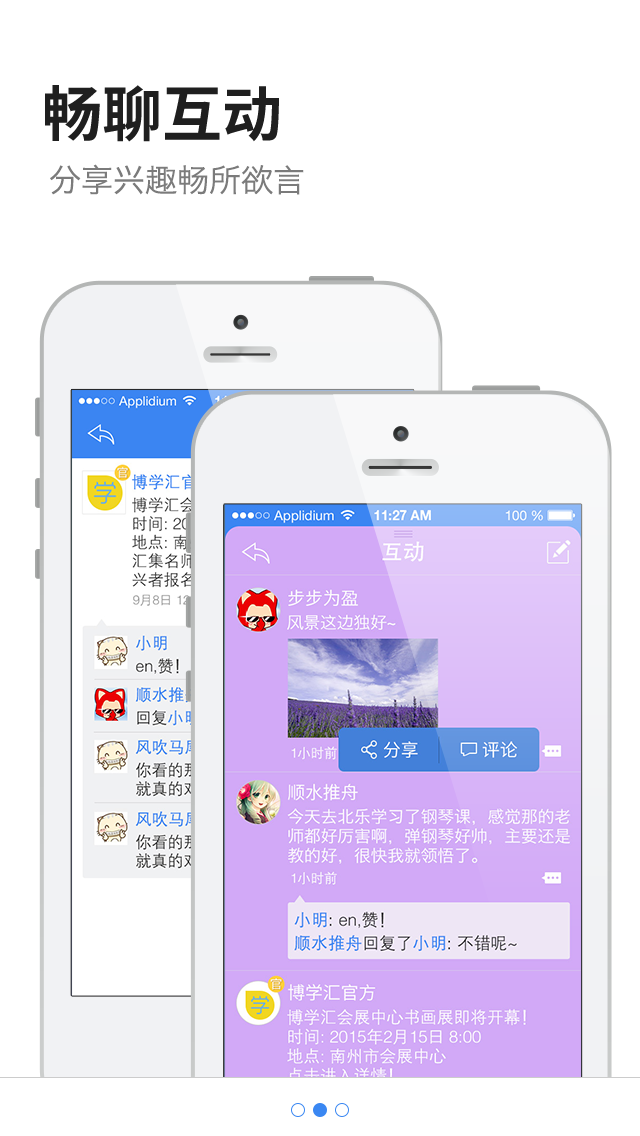 畅聊互动
分享兴趣畅所欲言
Applidium
学
官
博学汇官
博学汇会
时间: 20
地点: 南
汇集名师
兴者报名
9月8日 12
小明
en,赞!
顺水推
回复小
风吹马
你看的那
就真的
风吹马
你看的那
就真的
Applidium 11:27 AM 100 %
互动
步步为盈
风景这边独好~
1小时前
分享
评论
顺水推舟
今天去北乐学习了钢琴课，感觉那的老
师都好厉害啊，弹钢琴好帅，主要还是
教的好，很快我就领悟了。
1小时前
小明: en,赞!
顺水推舟回复了小明: 不错呢~
学
官
博学汇官方
博学汇会展中心书画展即将开幕!
时间: 2015年2月15日 8:00
地点: 南州市会展中心
点击进入详情!